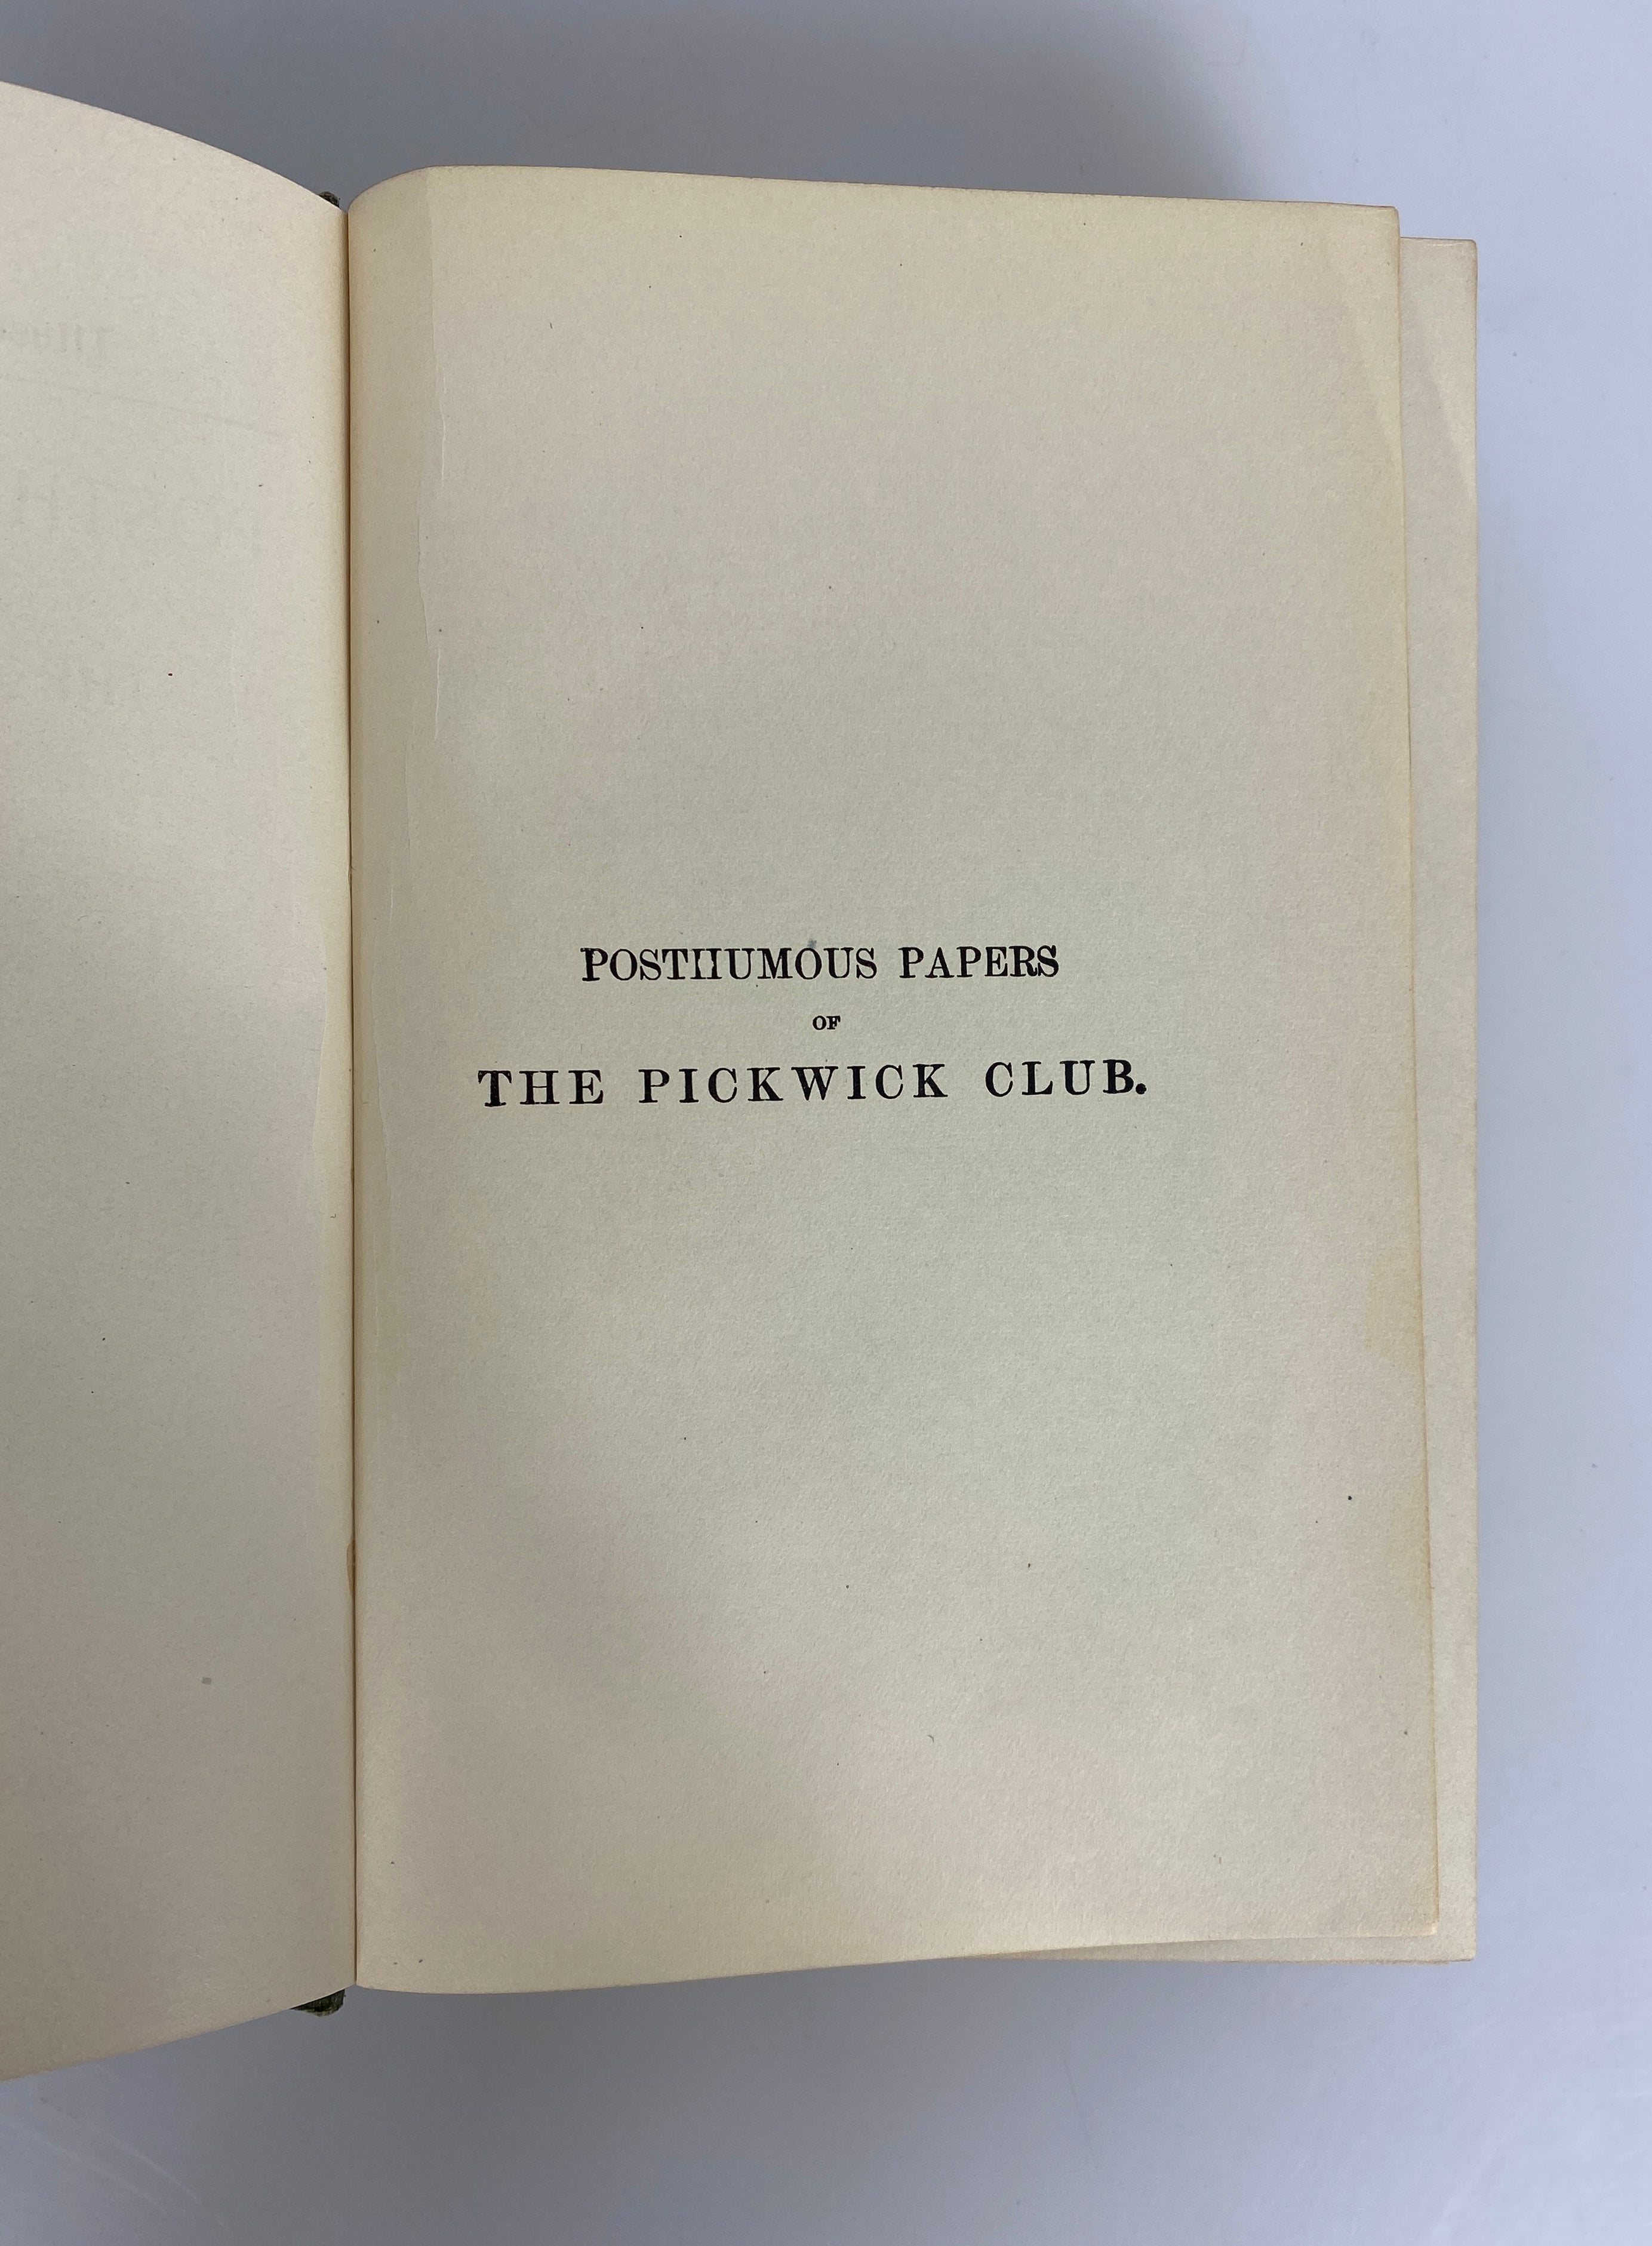 POSTHUMOUS PAPERS
OF
THE PICKWICK CLUB.